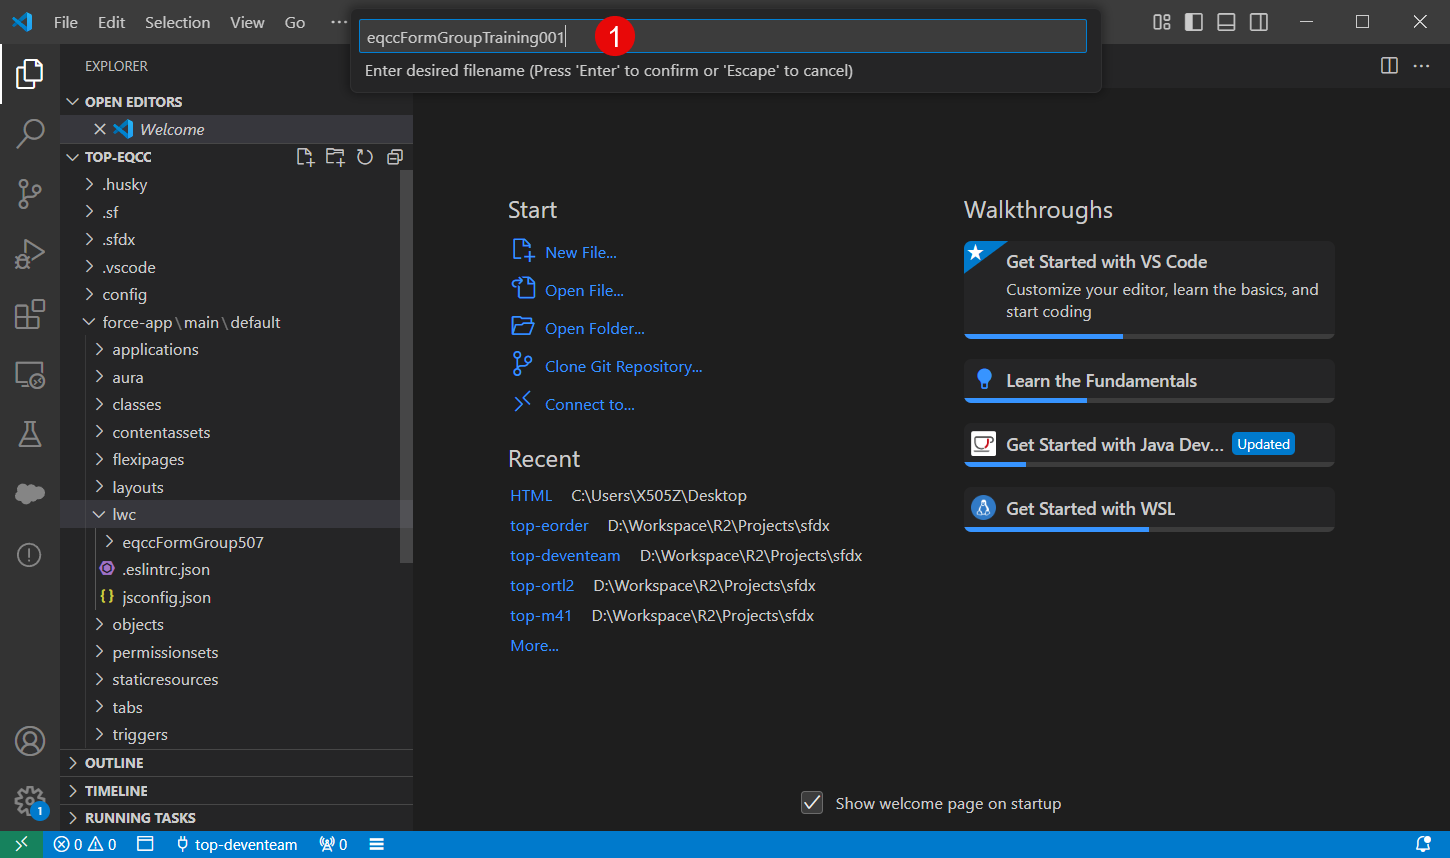 File Edit Selection View Go ···
eqccFormGroupTraining001
1
Enter desired filename (Press 'Enter' to confirm or 'Escape' to cancel)
EXPLORER
OPEN EDITORS
Welcome
TOP-EQCC
.husky
.sf
.sfdx
.vscode
config
force-app\main\default
applications
aura
classes
contentassets
flexipages
layouts
lwc
eqccFormGroup507
.eslintrc.json
{} jsconfig.json
objects
permissionsets
staticresources
tabs
triggers
OUTLINE
TIMELINE
RUNNING TASKS
Start
New File...
Open File...
Open Folder...
Clone Git Repository...
Connect to...
Recent
HTML C:\Users\X505Z\Desktop
top-eorder D:\Workspace\R2\Projects\sfdx
top-deventeam D:\Workspace\R2\Projects\sfdx
top-ortl2 D:\Workspace\R2\Projects\sfdx
top-m41 D:\Workspace\R2\Projects\sfdx
More...
Walkthroughs
Get Started with VS Code
Customize your editor, learn the basics, and
start coding
Learn the Fundamentals
Get Started with Java Dev... Updated
Get Started with WSL
Show welcome page on startup
1
0 0 top-deventeam 0